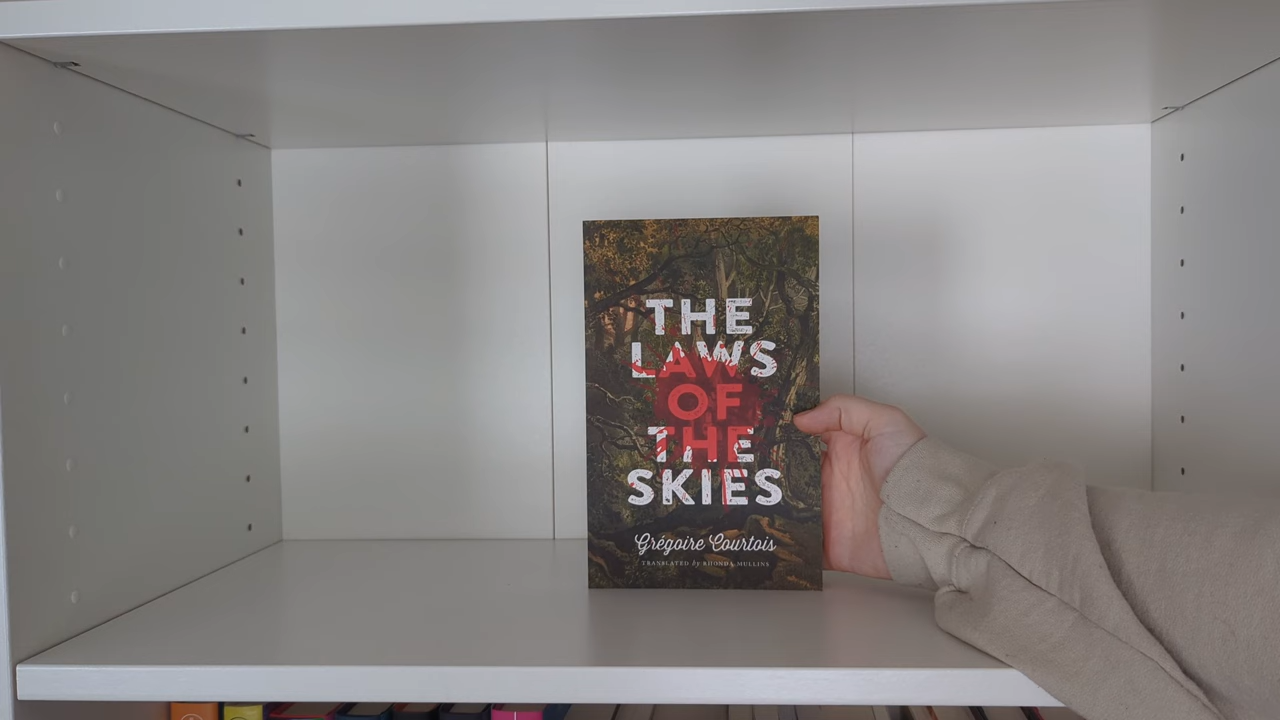 THE
LAWS
OF
THE
SKIES
Grégoire Courtois
TRANSLATED by RHONDA MULLINS